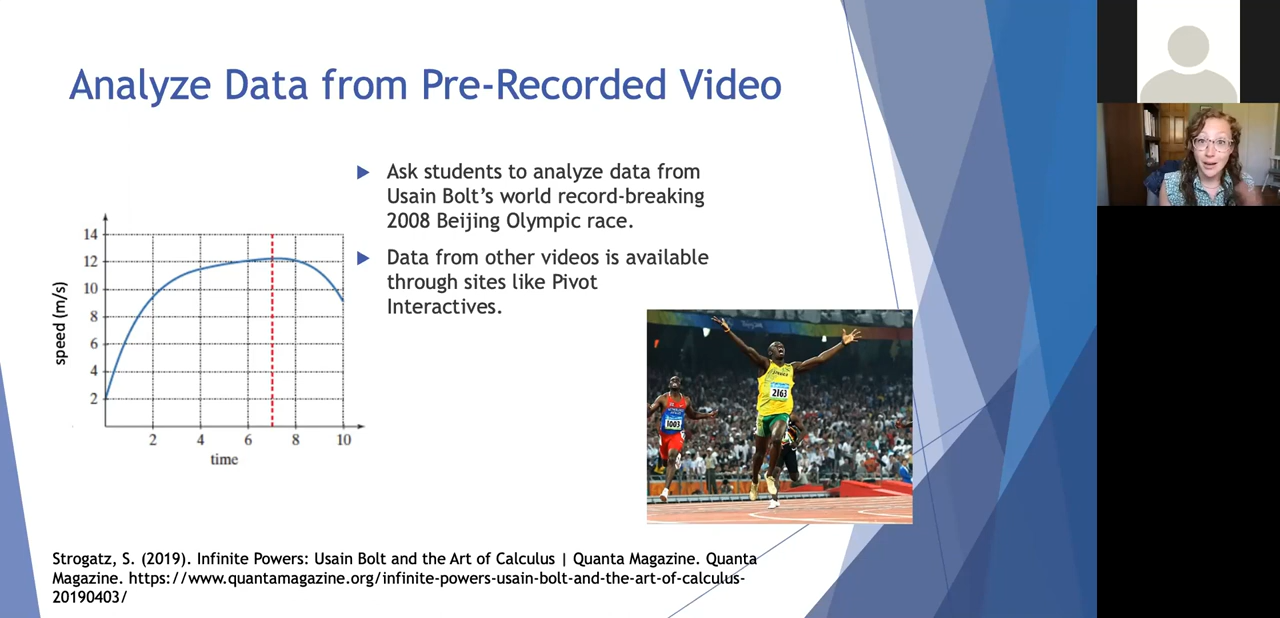 Analyze Data from Pre-Recorded Video
Ask students to analyze data from
Usain Bolt’s world record-breaking
2008 Beijing Olympic race.
Data from other videos is available
through sites like Pivot
Interactives.
14
12
10
8
6
4
2
speed (m/s)
2 4 6 8 10
time
2163
1003
Strogatz, S. (2019). Infinite Powers: Usain Bolt and the Art of Calculus | Quanta Magazine. Quanta
Magazine. https://www.quantamagazine.org/infinite-powers-usain-bolt-and-the-art-of-calculus-
20190403/